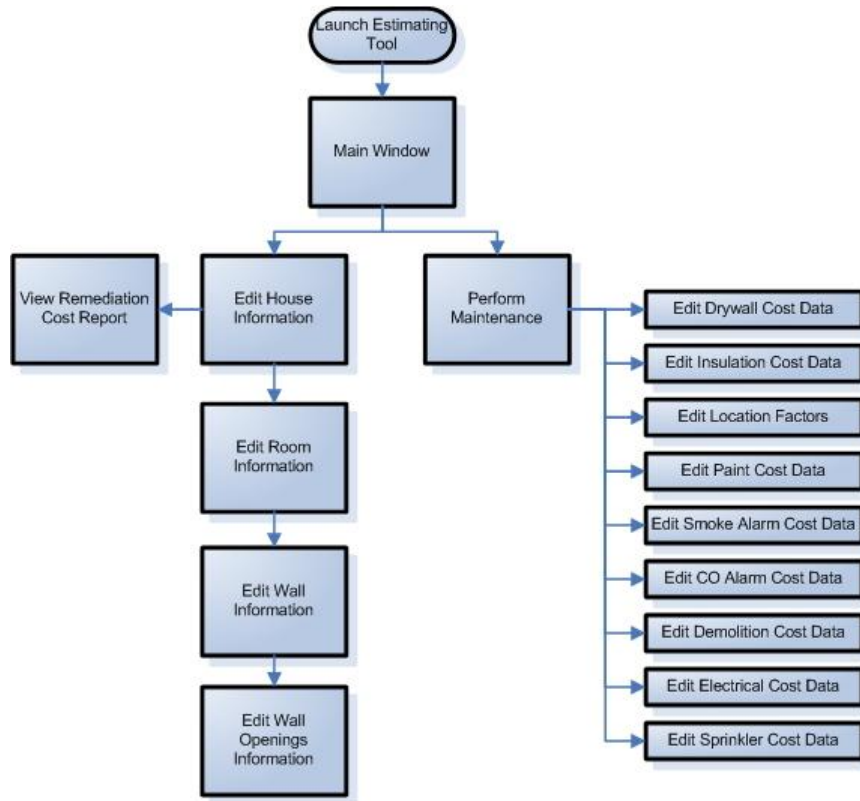 Launch Estimating
Tool
Main Window
View Remediation
Cost Report
Edit House
Information
Perform
Maintenance
Edit Drywall Cost Data
Edit Insulation Cost Data
Edit Location Factors
Edit Paint Cost Data
Edit Smoke Alarm Cost Data
Edit CO Alarm Cost Data
Edit Demolition Cost Data
Edit Electrical Cost Data
Edit Sprinkler Cost Data
Edit Room
Information
Edit Wall
Information
Edit Wall
Openings
Information